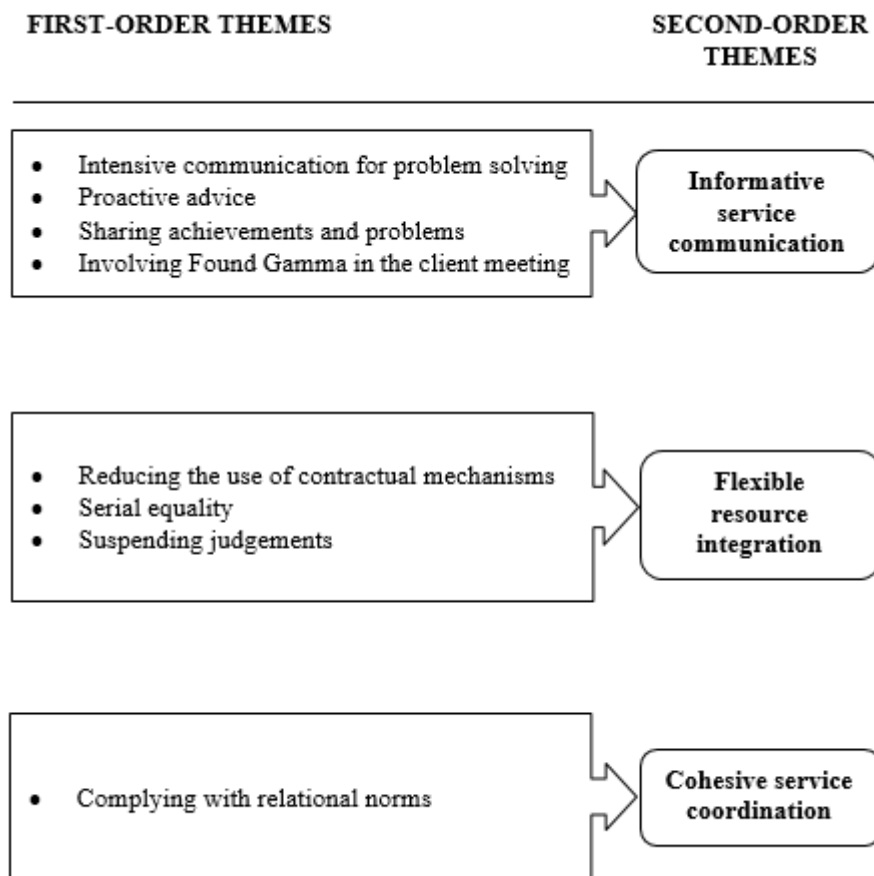 FIRST-ORDER THEMES
SECOND-ORDER
THEMES
• Intensive communication for problem solving
• Proactive advice
• Sharing achievements and problems
• Involving Found Gamma in the client meeting
Informative
service
communication
• Reducing the use of contractual mechanisms
• Serial equality
• Suspending judgements
Flexible
resource
integration
• Complying with relational norms
Cohesive service
coordination